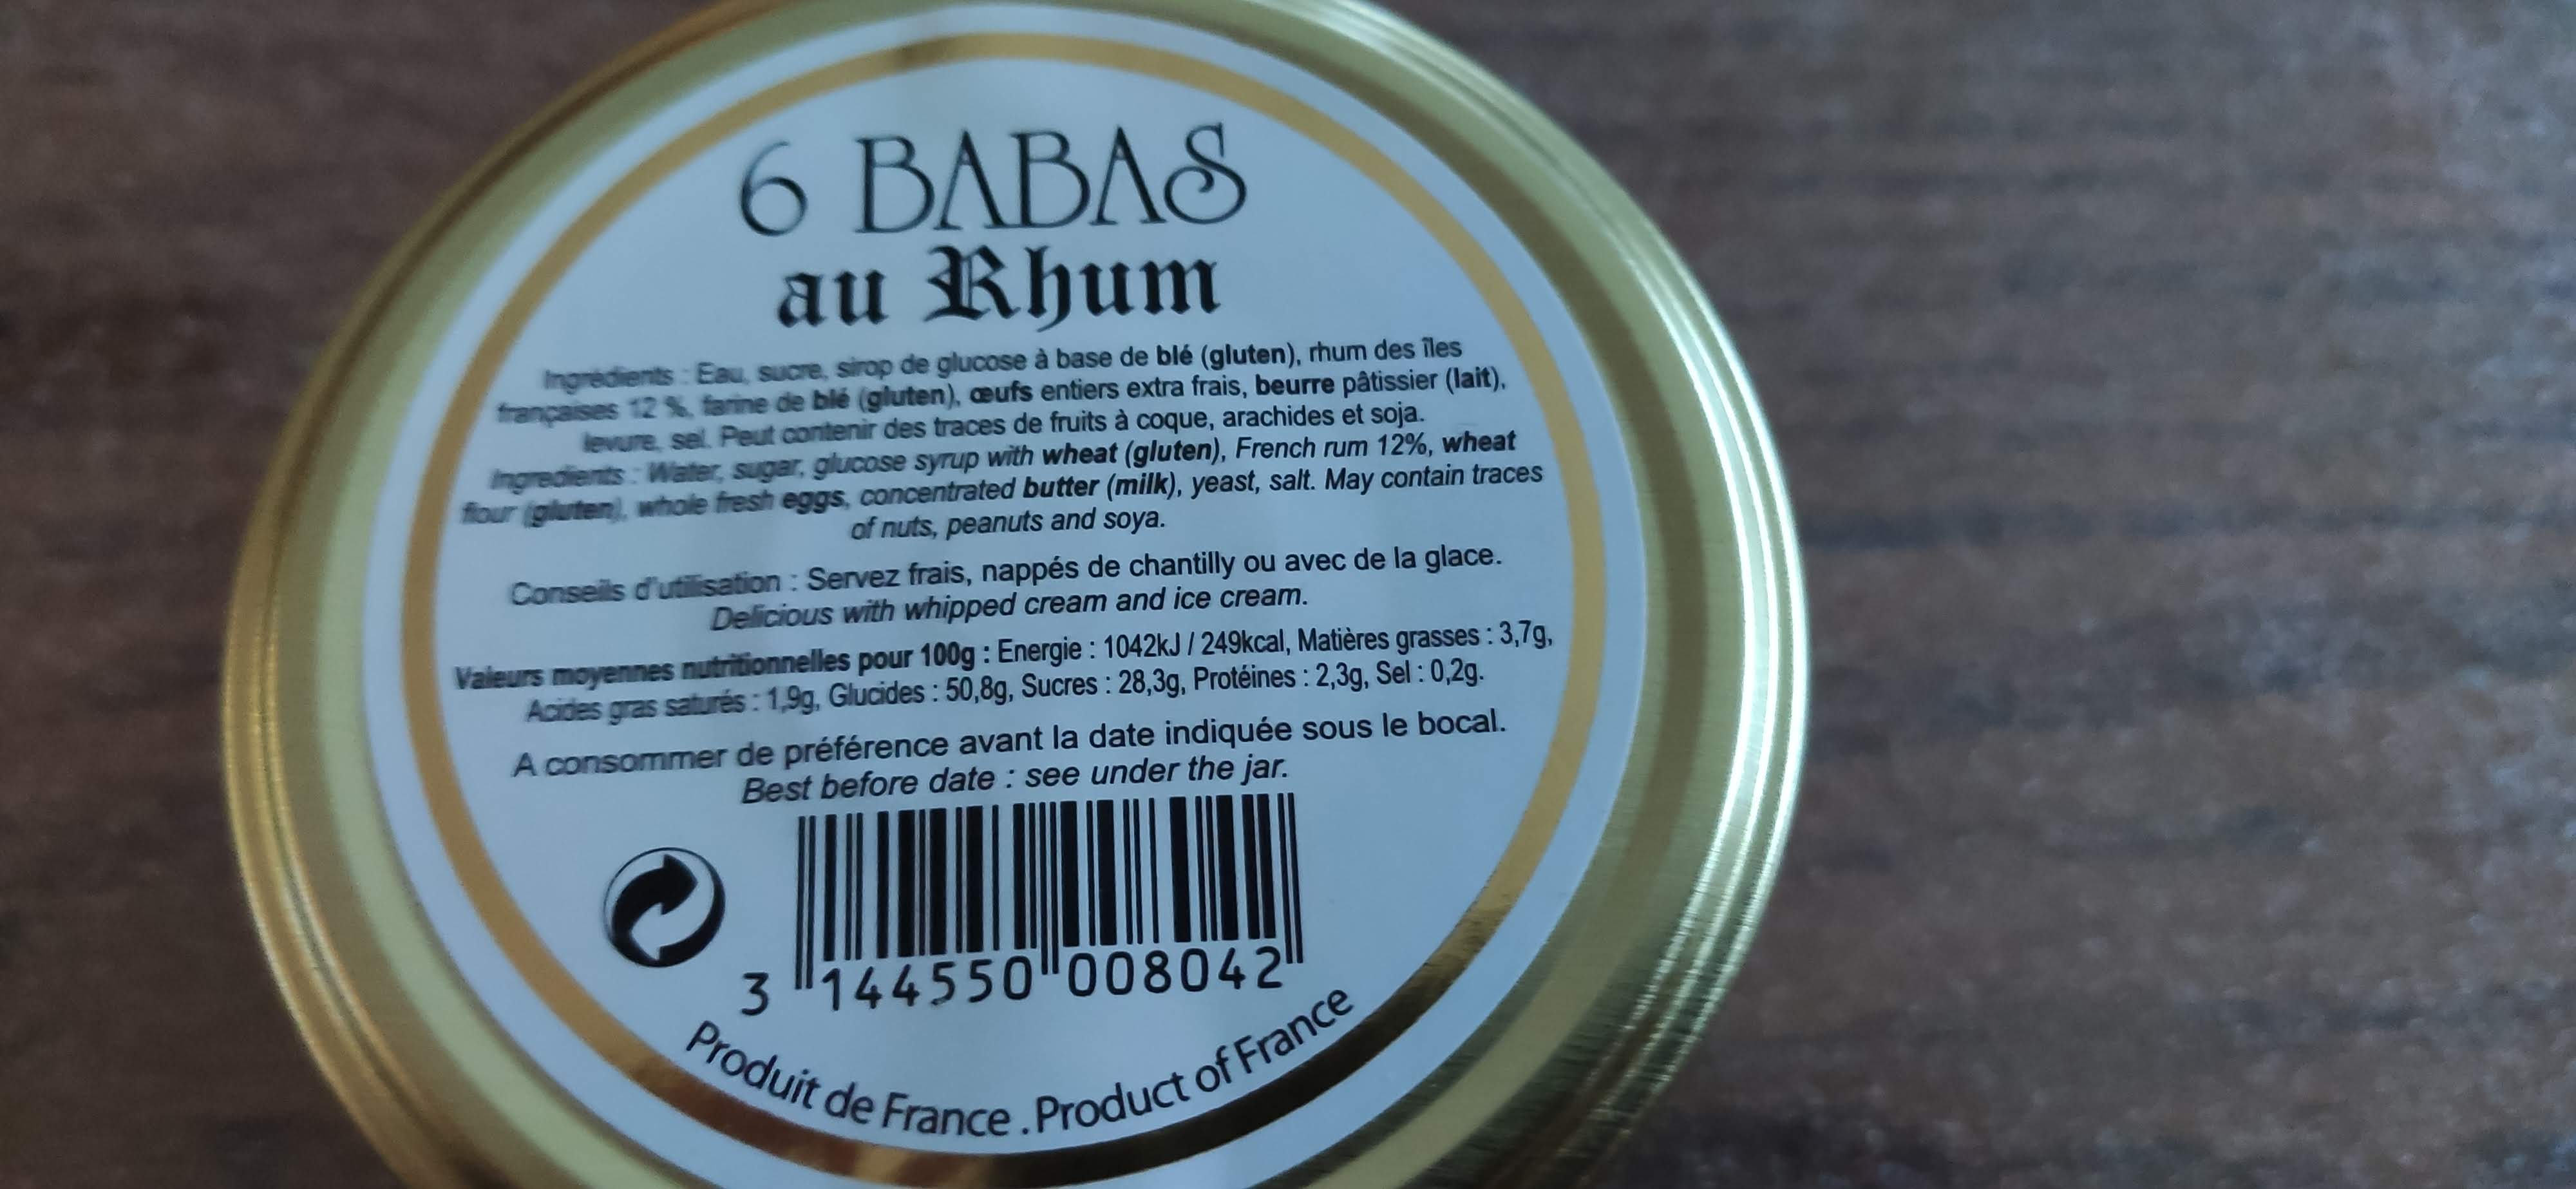 6 BABAS
au Rhum
Ingrédients : Eau, sucre, sirop de glucose à base de blé (gluten), rhum des îles
françaises 12 %, farine de blé (gluten), œufs entiers extra frais, beurre pâtissier (lait),
levure, sel. Peut contenir des traces de fruits à coque, arachides et soja.
Ingredients : Water, sugar, glucose syrup with wheat (gluten), French rum 12%, wheat
flour (gluten), whole fresh eggs, concentrated butter (milk), yeast, salt. May contain traces
of nuts, peanuts and soya.
Conseils d'utilisation : Servez frais, nappés de chantilly ou avec de la glace.
Delicious with whipped cream and ice cream.
Valeurs moyennes nutritionnelles pour 100g : Energie : 1042kJ / 249kcal, Matières grasses : 3,7g,
Acides gras saturés : 1,9g, Glucides : 50,8g, Sucres : 28,3g, Protéines : 2,3g, Sel : 0,2g.
A consommer de préférence avant la date indiquée sous le bocal.
Best before date : see under the jar.
3 144550 008042
Produit de France . Product of France